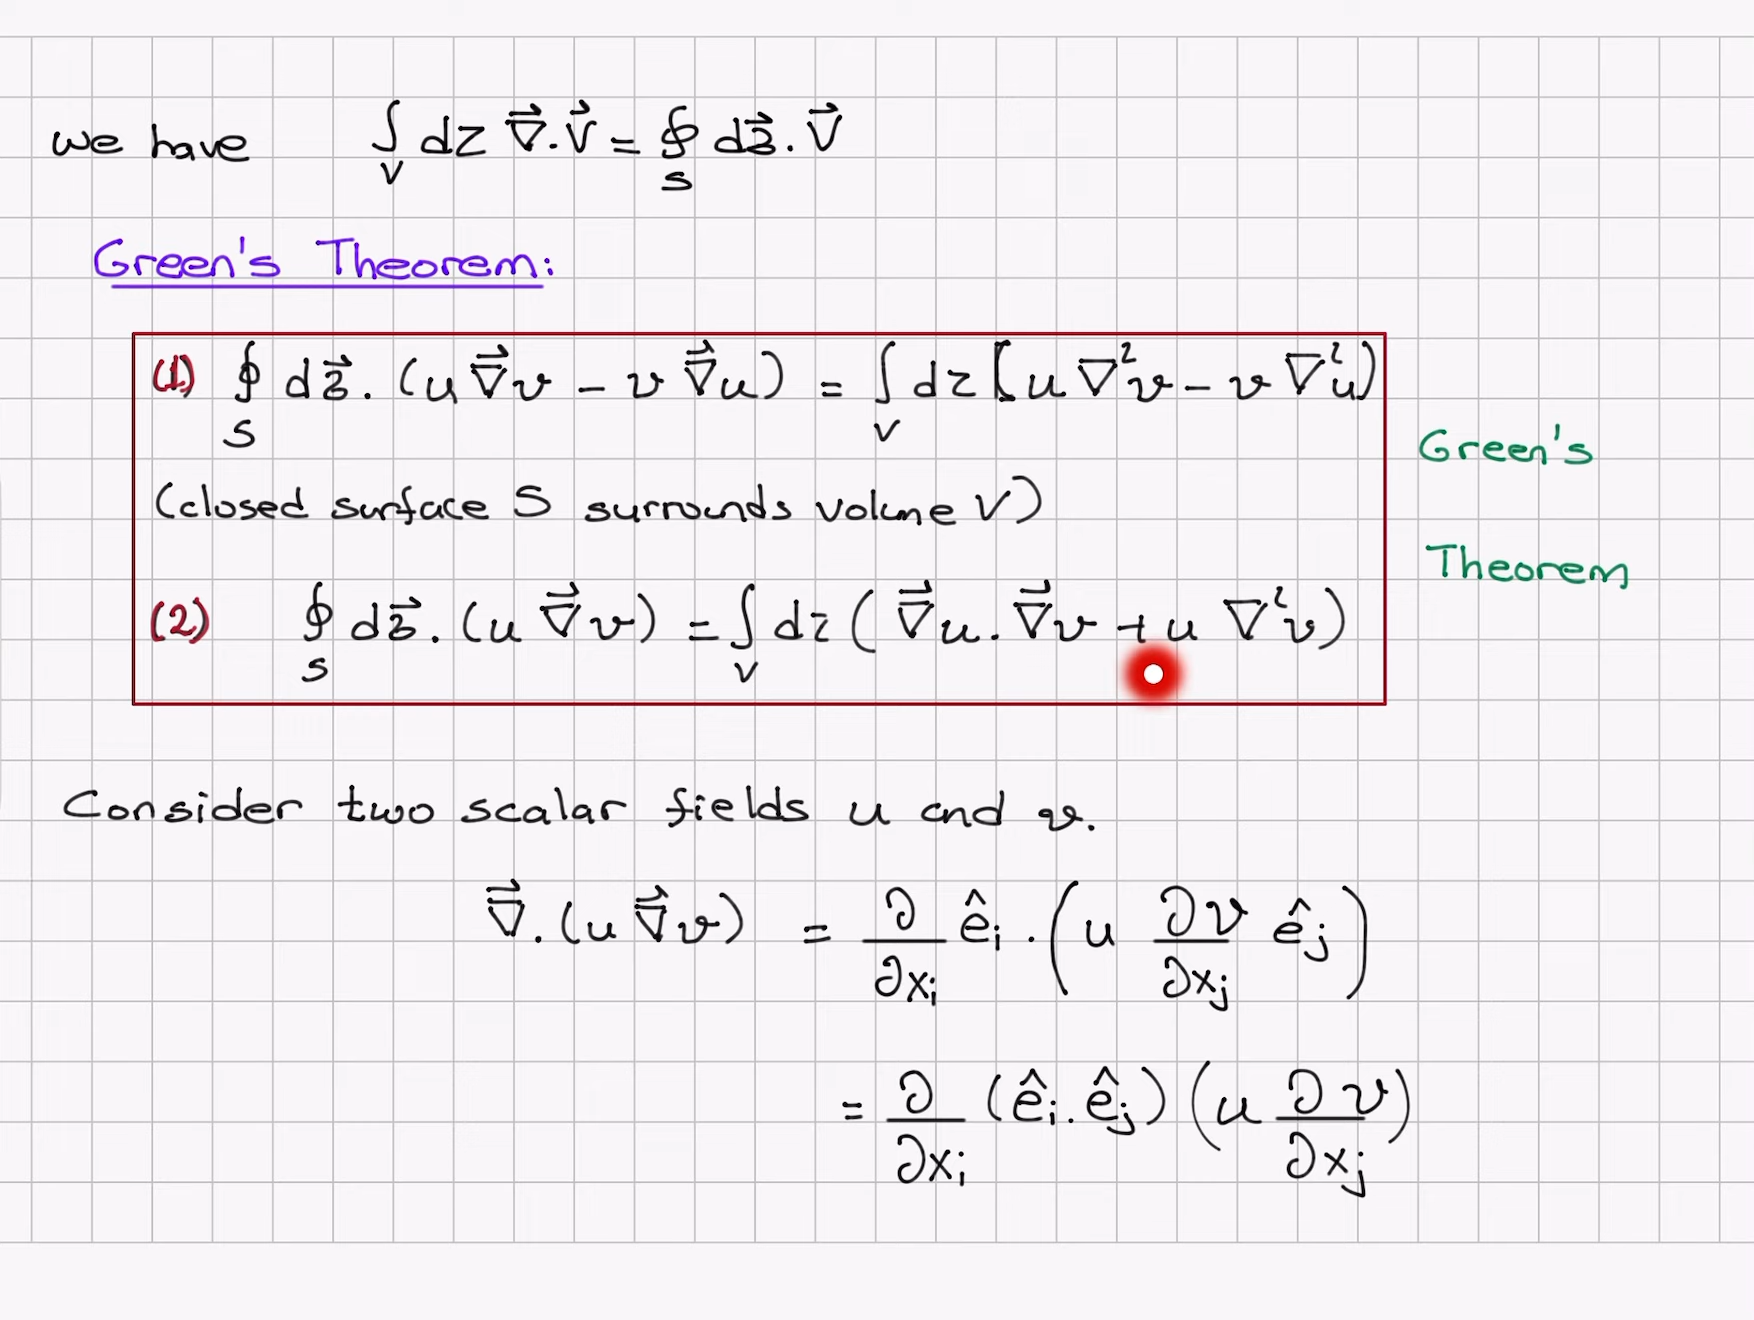 we have ∫_V dτ ∇⃗.V⃗ = ∮_S dσ⃗.V⃗
Green's Theorem:
(1) ∮_S dσ⃗.(u ∇⃗v − v ∇⃗u) = ∫_V dτ [u ∇²v − v ∇²u)
(closed surface S surrounds volume V)
Green's
Theorem
(2) ∮_S dσ⃗.(u ∇⃗v) = ∫_V dτ (∇⃗u.∇⃗v + u ∇²v)
Consider two scalar fields u and v.
∇⃗.(u ∇⃗v) = ∂/∂xᵢ êᵢ.(u ∂v/∂xⱼ êⱼ)
= ∂/∂xᵢ (êᵢ.êⱼ)(u ∂v/∂xⱼ)